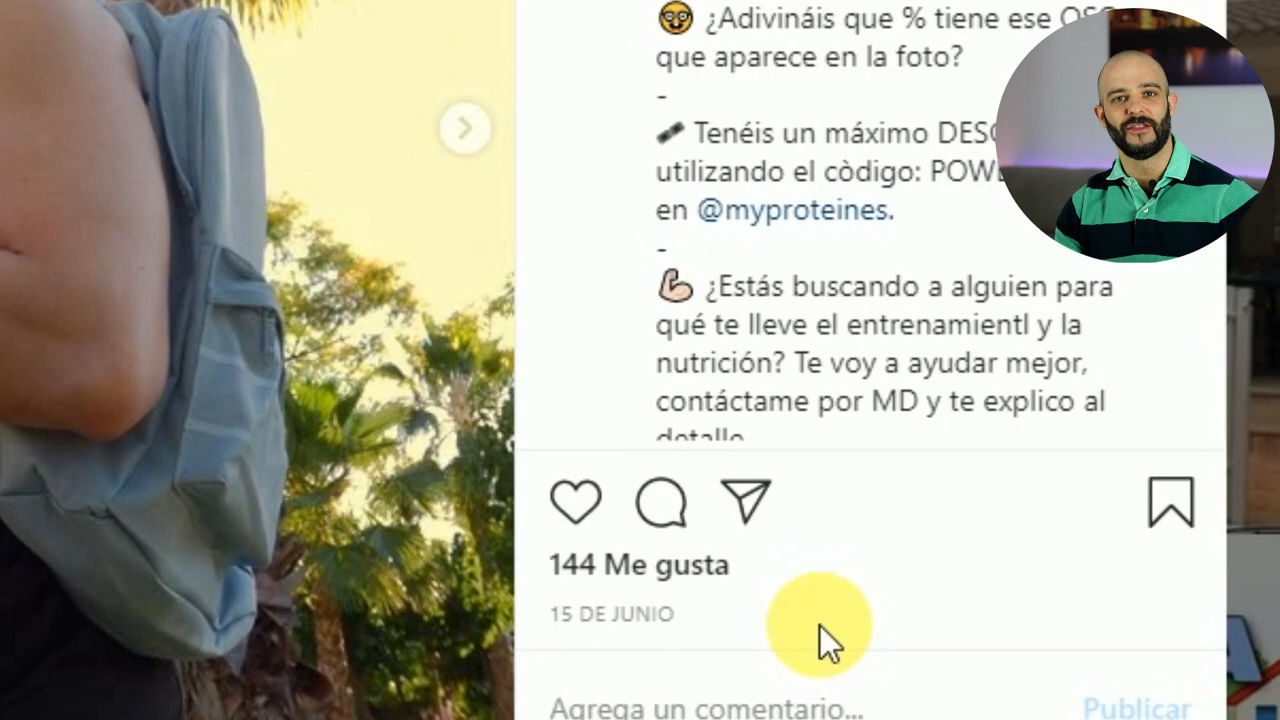 🤓 ¿Adivináis que % tiene ese
que aparece en la foto?
-
Tenéis un máximo
utilizando el còdigo:
en @myproteines.
-
💪🏻 ¿Estás buscando a alguien para
qué te lleve el entrenamientl y la
nutrición? Te voy a ayudar mejor,
contáctame por MD y te explico al
detalle
144 Me gusta
15 DE JUNIO
Agrega un comentario...
Publicar